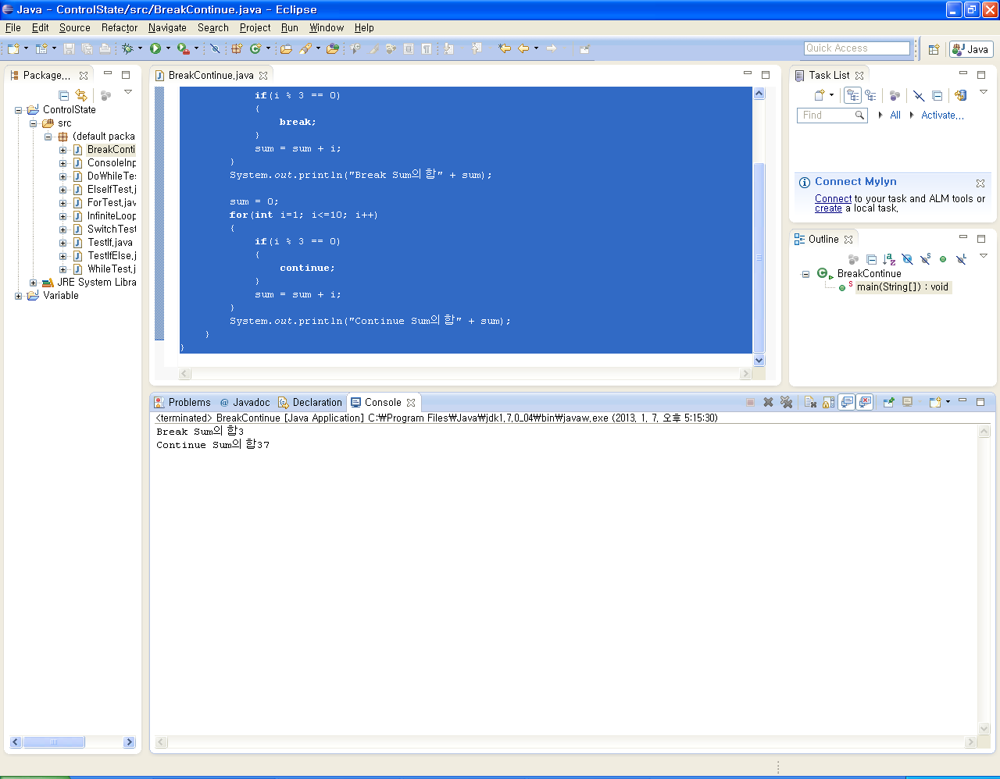 Java - ControlState/src/BreakContinue.java - Eclipse
File Edit Source Refactor Navigate Search Project Run Window Help
Quick Access
Java
Package...
ControlState
src
(default packa
BreakConti
ConsoleInp
DoWhileTes
ElseIfTest.j
ForTest.jav
InfiniteLoop
SwitchTest
TestIf.java
TestIfElse.j
WhileTest.j
JRE System Libra
Variable
BreakContinue.java
if(i % 3 == 0)
{
break;
}
sum = sum + i;
}
System.out.println("Break Sum의 합" + sum);
sum = 0;
for(int i=1; i<=10; i++)
{
if(i % 3 == 0)
{
continue;
}
sum = sum + i;
}
System.out.println("Continue Sum의 합" + sum);
}
}
Task List
Find All Activate...
Connect Mylyn
Connect to your task and ALM tools or
create a local task.
Outline
BreakContinue
main(String[]) : void
Problems @ Javadoc Declaration Console
<terminated> BreakContinue [Java Application] C:₩Program Files₩Java₩jdk1.7.0_04₩bin₩javaw.exe (2013. 1. 7. 오후 5:15:30)
Break Sum의 합3
Continue Sum의 합37